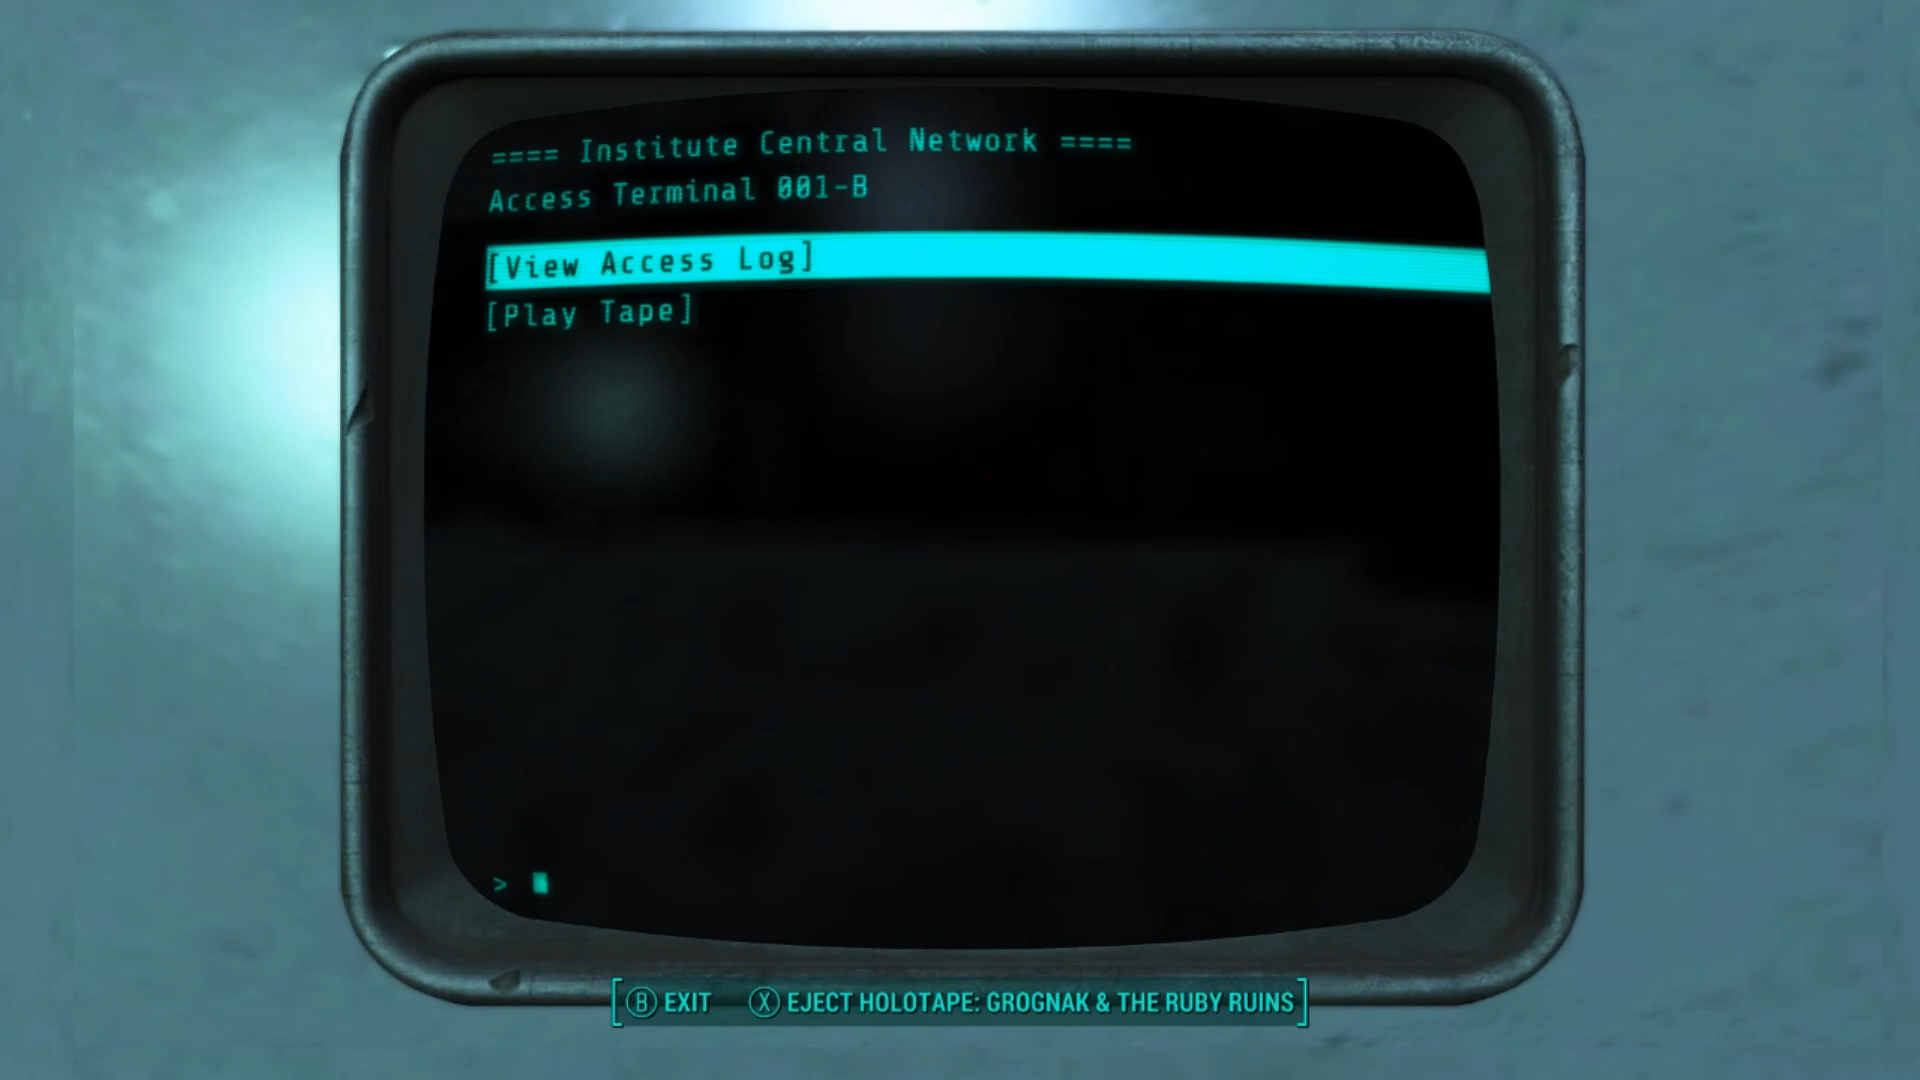 ==== Institute Central Network ====
Access Terminal 001-B
[View Access Log]
[Play Tape]
>
[ B EXIT X EJECT HOLOTAPE: GROGNAK & THE RUBY RUINS ]